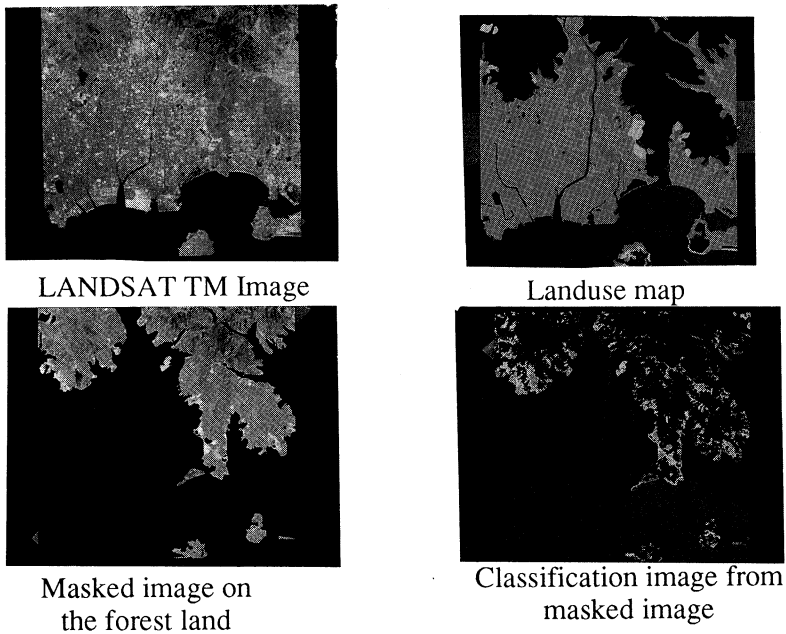 LANDSAT TM Image
Landuse map
Masked image on
the forest land
Classification image from
masked image